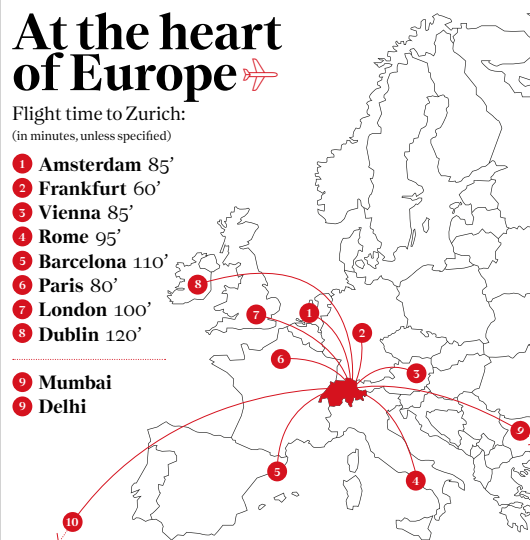 At the heart
of Europe
Flight time to Zurich:
(in minutes, unless specified)
1 Amsterdam 85’
2 Frankfurt 60’
3 Vienna 85’
4 Rome 95’
5 Barcelona 110’
6 Paris 80’
7 London 100’
8 Dublin 120’
9 Mumbai
9 Delhi
8
7
1
2
6
3
9
5
4
10